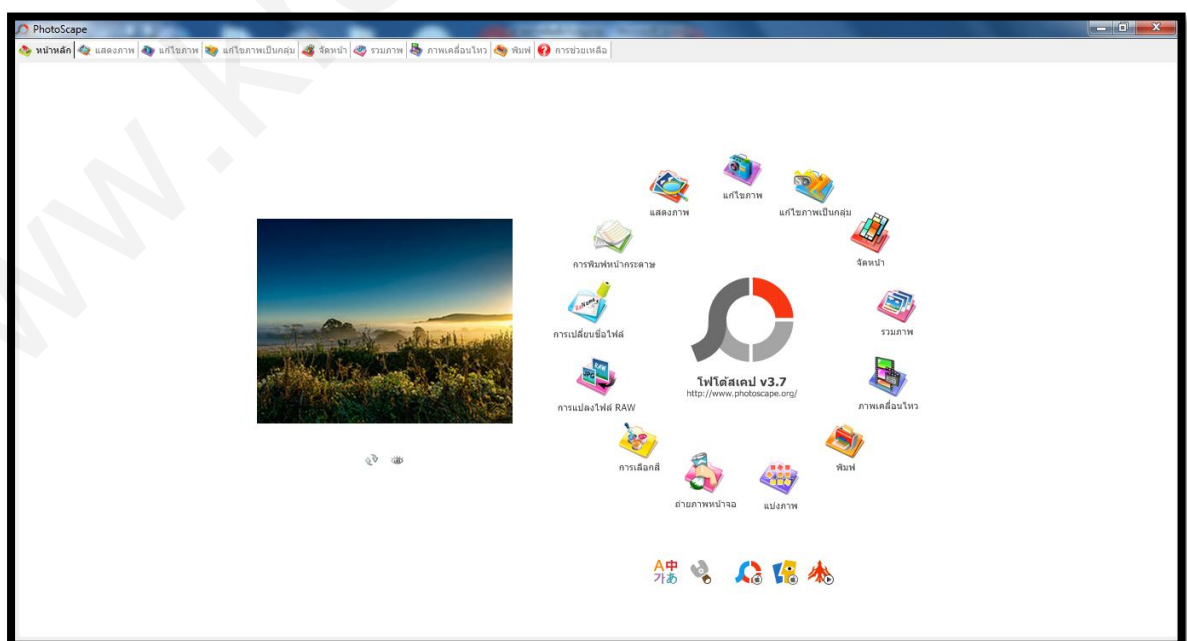 PhotoScape
หน้าหลัก แสดงภาพ แก้ไขภาพ แก้ไขภาพเป็นกลุ่ม จัดหน้า รวมภาพ ภาพเคลื่อนไหว พิมพ์ การช่วยเหลือ
แก้ไขภาพ
แสดงภาพ
แก้ไขภาพเป็นกลุ่ม
การพิมพ์หน้ากระดาษ
จัดหน้า
ReName
การเปลี่ยนชื่อไฟล์
รวมภาพ
RAW
JPG
โฟโต้สเคป v3.7
http://www.photoscape.org/
การแปลงไฟล์ RAW
ภาพเคลื่อนไหว
การเลือกสี
พิมพ์
ถ่ายภาพหน้าจอ
แบ่งภาพ
A中
가あ
www.k